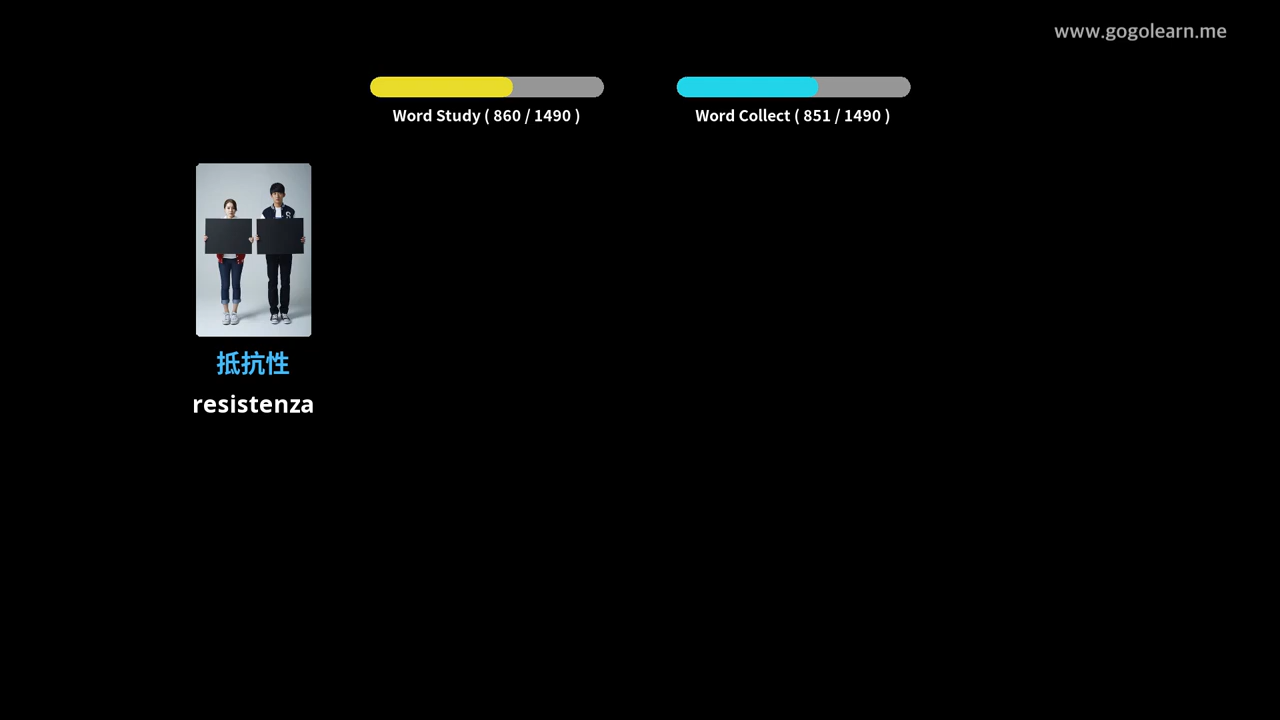 www.gogolearn.me
Word Study ( 860 / 1490 )
Word Collect ( 851 / 1490 )
S
抵抗性
resistenza